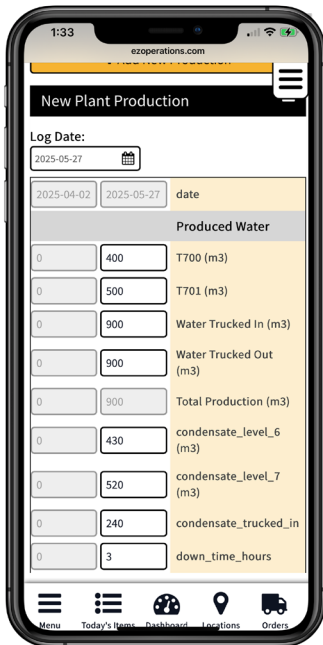 1:33
ezoperations.com
New Plant Production
Log Date:
2025-05-27
2025-04-02 2025-05-27 date
Produced Water
0 400 T700 (m3)
0 500 T701 (m3)
0 900 Water Trucked In (m3)
0 900 Water Trucked Out
(m3)
0 900 Total Production (m3)
0 430 condensate_level_6
(m3)
0 520 condensate_level_7
(m3)
0 240 condensate_trucked_in
0 3 down_time_hours
Menu Today's Items Dashboard Locations Orders